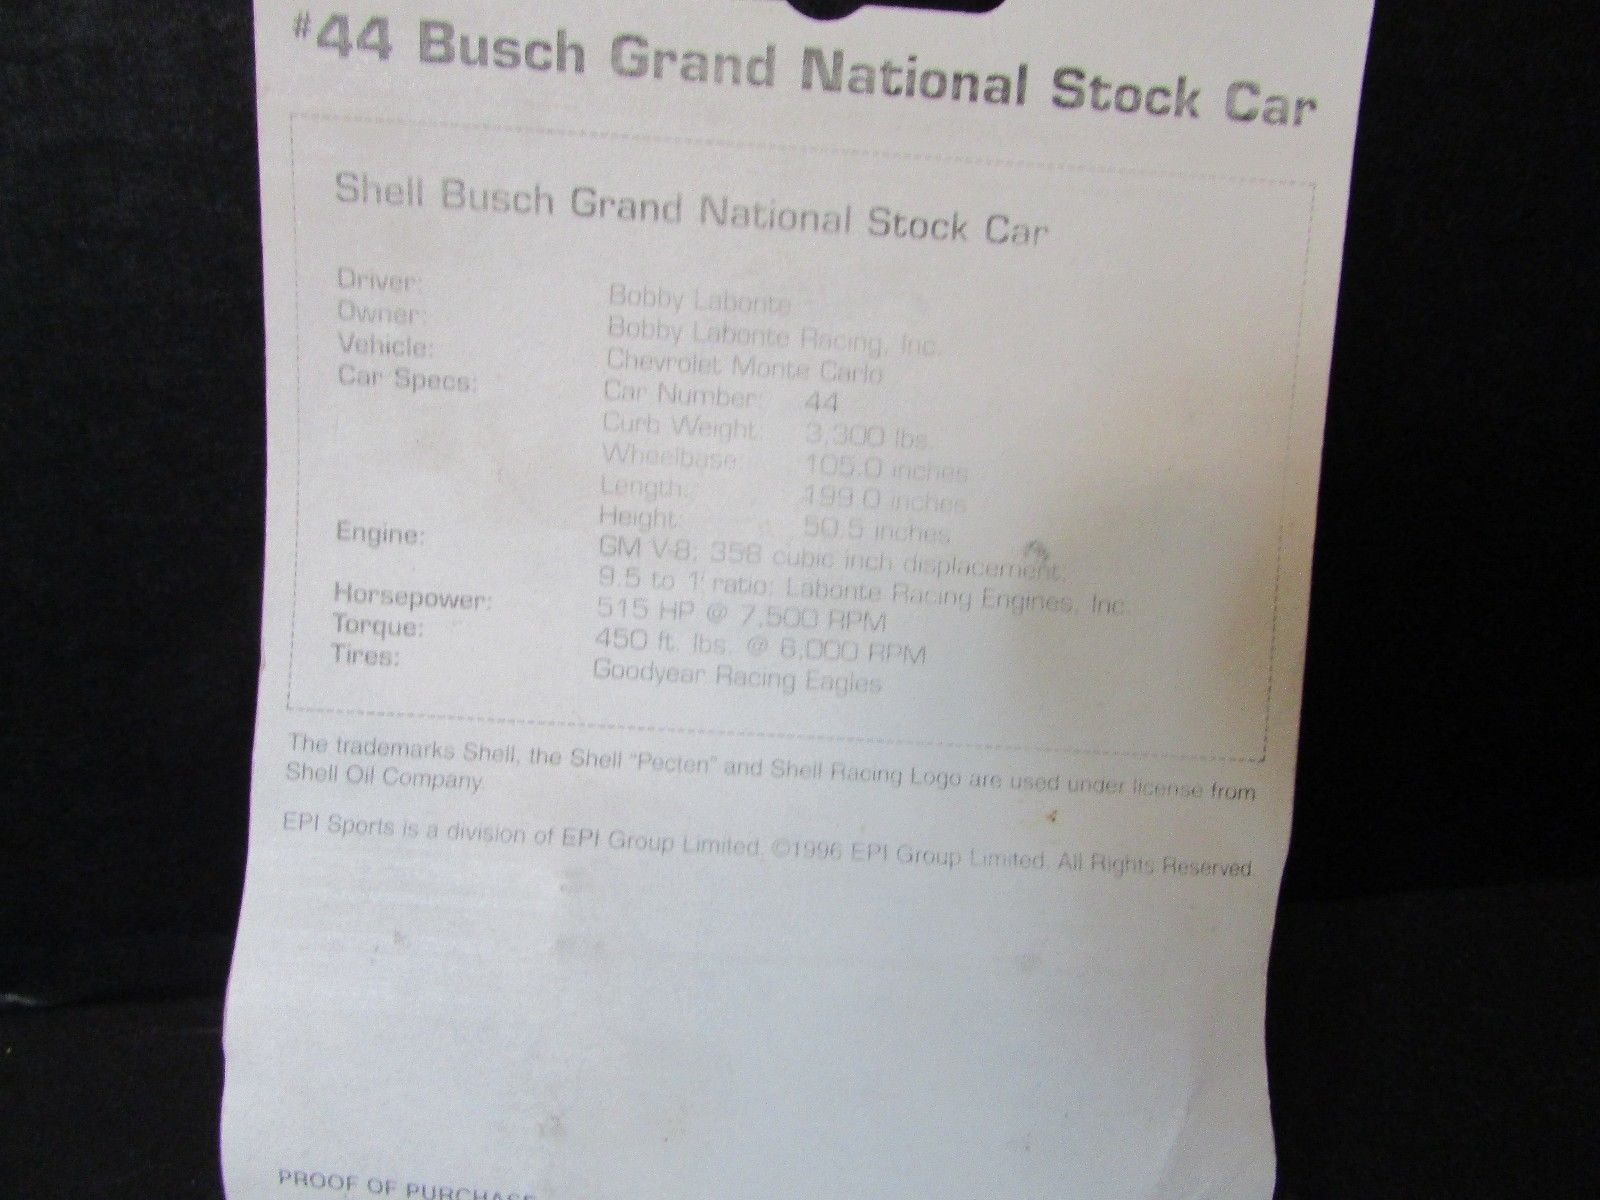 #44 Busch Grand National Stock Car
Shell Busch Grand National Stock Car
Driver: Bobby Labonte
Owner: Bobby Labonte Racing, Inc.
Vehicle: Chevrolet Monte Carlo
Car Specs: Car Number: 44
Curb Weight: 3,300 lbs.
Wheelbase: 105.0 inches
Length: 199.0 inches
Height: 50.5 inches
Engine: GM V-8; 358 cubic inch displacement;
9.5 to 1 ratio; Labonte Racing Engines, Inc.
Horsepower: 515 HP @ 7,500 RPM
Torque: 450 ft. lbs. @ 6,000 RPM
Tires: Goodyear Racing Eagles
The trademarks Shell, the Shell "Pecten" and Shell Racing Logo are used under license from
Shell Oil Company.
EPI Sports is a division of EPI Group Limited. ©1996 EPI Group Limited. All Rights Reserved.
PROOF OF PURCHASE